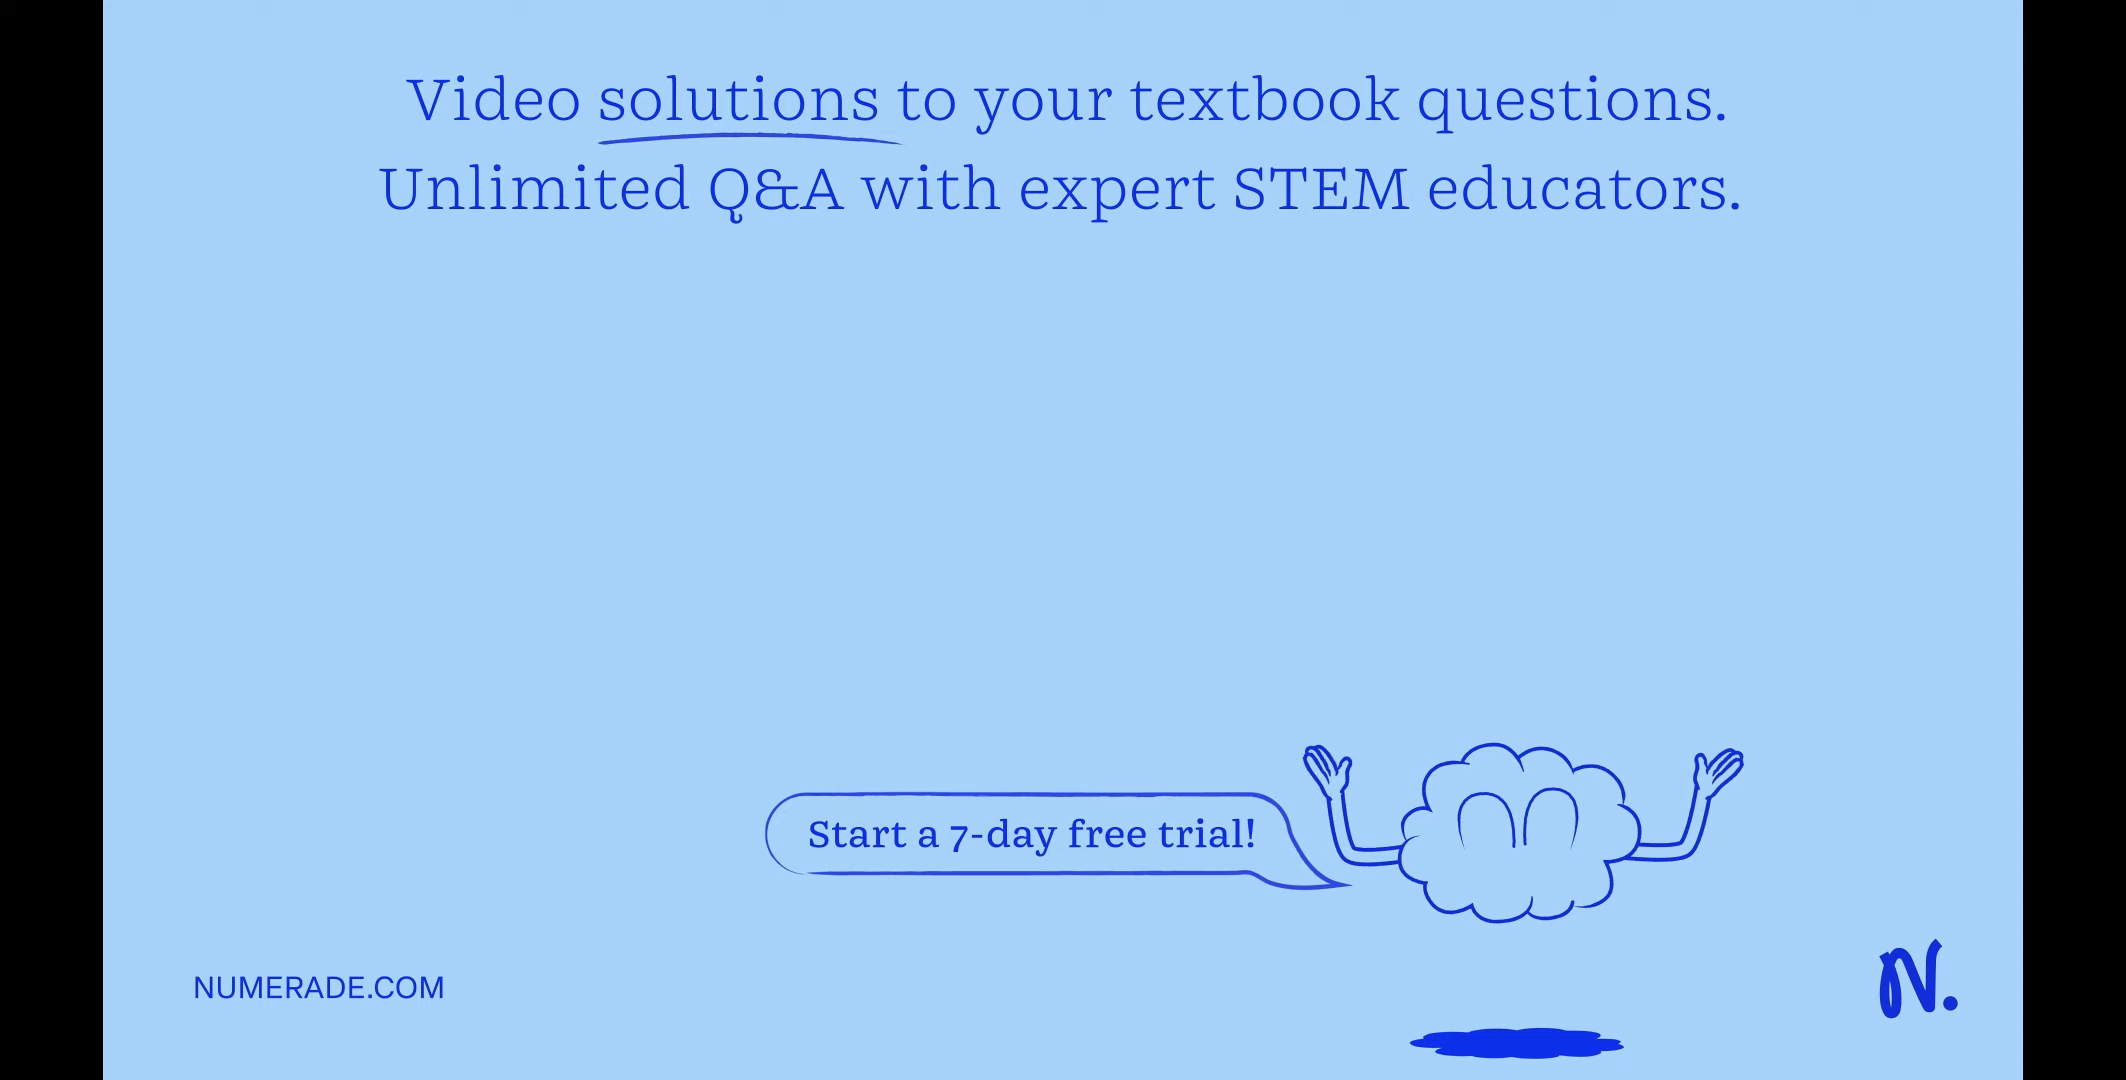 Video solutions to your textbook questions.
Unlimited Q&A with expert STEM educators.
Start a 7-day free trial!
NUMERADE.COM
N.